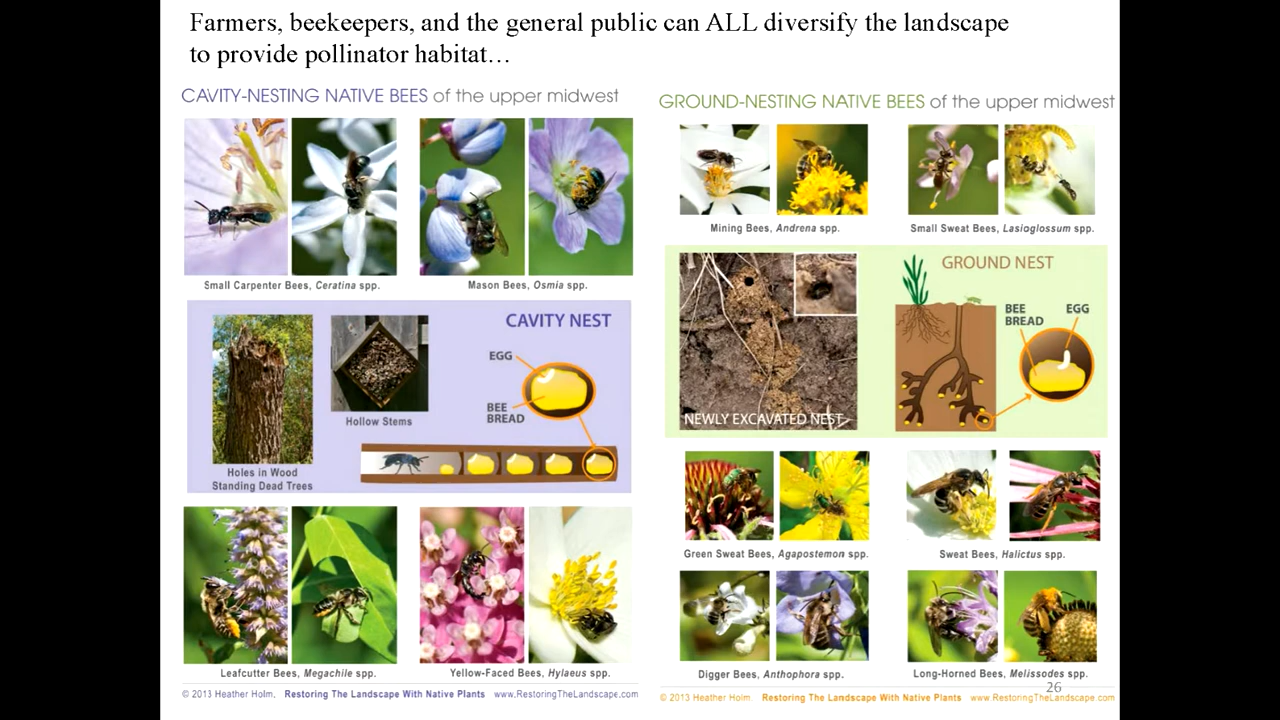 Farmers, beekeepers, and the general public can ALL diversify the landscape
to provide pollinator habitat…
CAVITY-NESTING NATIVE BEES of the upper midwest
Small Carpenter Bees, Ceratina spp.
Mason Bees, Osmia spp.
CAVITY NEST
EGG
BEE
BREAD
Hollow Stems
Holes in Wood
Standing Dead Trees
Leafcutter Bees, Megachile spp.
Yellow-Faced Bees, Hylaeus spp.
© 2013 Heather Holm. Restoring The Landscape With Native Plants www.RestoringTheLandscape.com
GROUND-NESTING NATIVE BEES of the upper midwest
Mining Bees, Andrena spp.
Small Sweat Bees, Lasioglossum spp.
NEWLY EXCAVATED NEST
GROUND NEST
BEE
BREAD
EGG
Green Sweat Bees, Agapostemon spp.
Sweat Bees, Halictus spp.
Digger Bees, Anthophora spp.
Long-Horned Bees, Melissodes spp.
26
© 2013 Heather Holm Restoring The Landscape With Native Plants www.RestoringTheLandscape.com